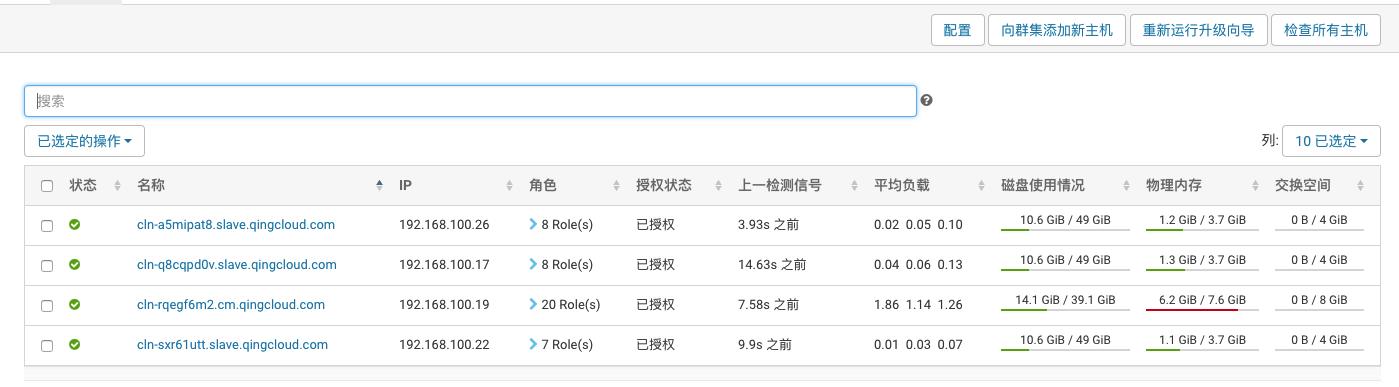 配置 向群集添加新主机 重新运行升级向导 检查所有主机
搜索
已选定的操作 列: 10 已选定
状态 名称 IP 角色 授权状态 上一检测信号 平均负载 磁盘使用情况 物理内存 交换空间
cln-a5mipat8.slave.qingcloud.com 192.168.100.26 8 Role(s) 已授权 3.93s 之前 0.02 0.05 0.10 10.6 GiB / 49 GiB 1.2 GiB / 3.7 GiB 0 B / 4 GiB
cln-q8cqpd0v.slave.qingcloud.com 192.168.100.17 8 Role(s) 已授权 14.63s 之前 0.04 0.06 0.13 10.6 GiB / 49 GiB 1.3 GiB / 3.7 GiB 0 B / 4 GiB
cln-rqegf6m2.cm.qingcloud.com 192.168.100.19 20 Role(s) 已授权 7.58s 之前 1.86 1.14 1.26 14.1 GiB / 39.1 GiB 6.2 GiB / 7.6 GiB 0 B / 8 GiB
cln-sxr61utt.slave.qingcloud.com 192.168.100.22 7 Role(s) 已授权 9.9s 之前 0.01 0.03 0.07 10.6 GiB / 49 GiB 1.1 GiB / 3.7 GiB 0 B / 4 GiB